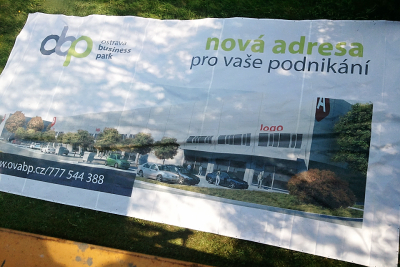 obp
ostrava
business
park
nová adresa
pro vaše podnikání
logo
A
www.ovabp.cz/777 544 388